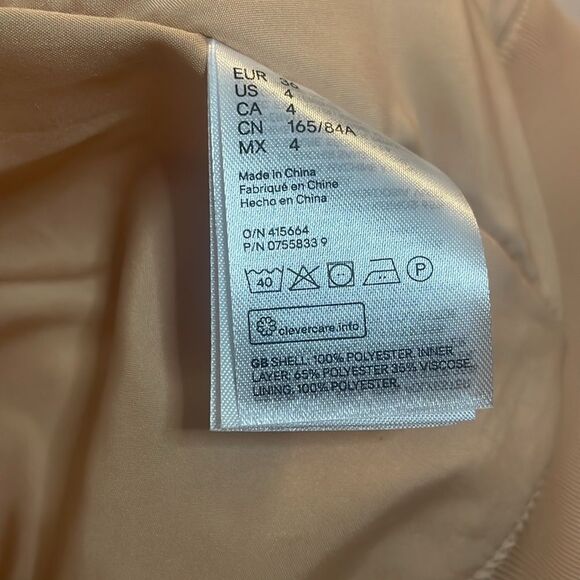 EUR
US 4
CA 4
CN 165/84A
MX 4
Made in China
Fabriqué en Chine
Hecho en China
O/N 415664
P/N 0755833 9
40
P
clevercare.info
GB SHELL: 100% POLYESTER. INNER
LAYER: 65% POLYESTER 35% VISCOSE.
LINING: 100% POLYESTER.